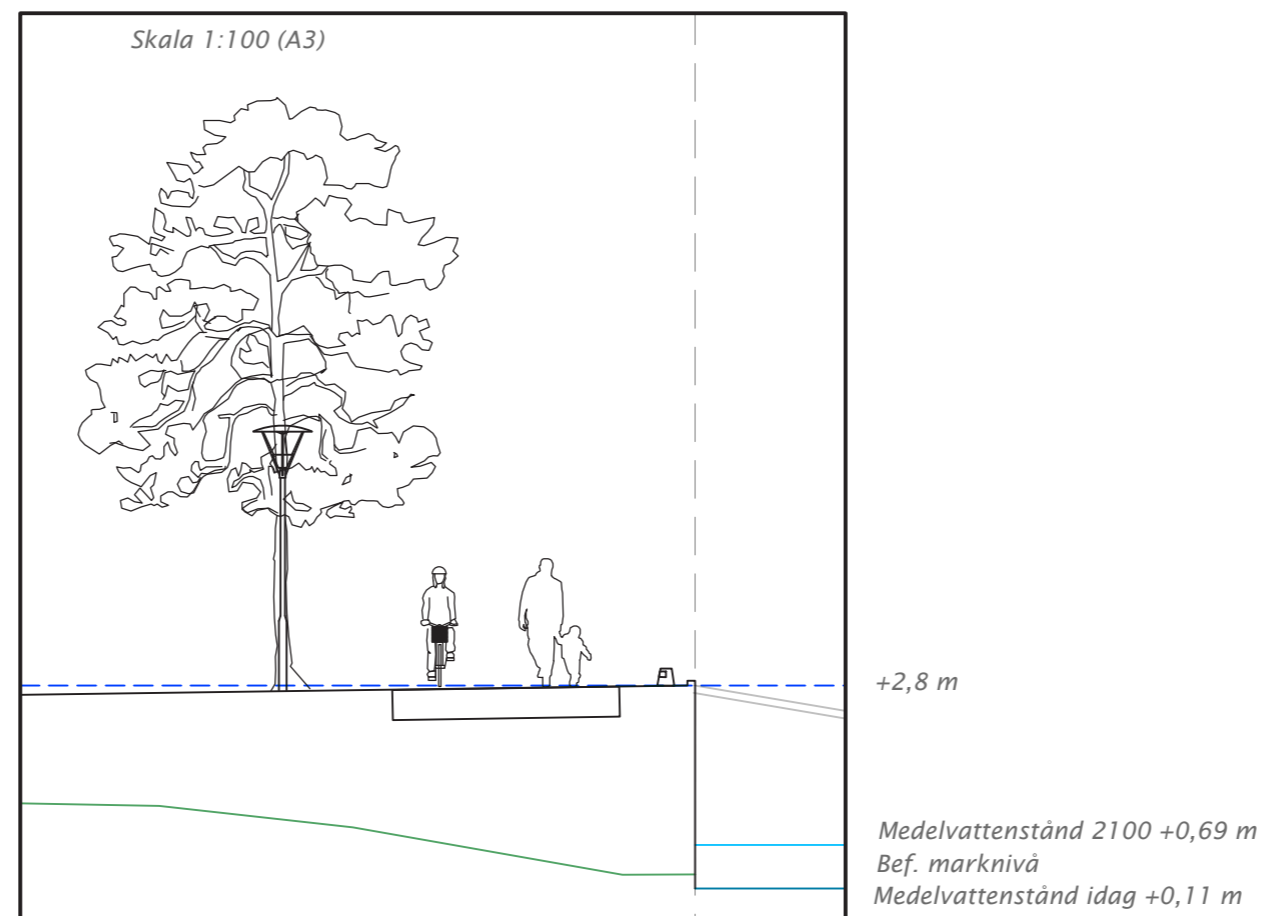 Skala 1:100 (A3)
+2,8 m
Medelvattenstånd 2100 +0,69 m
Bef. marknivå
Medelvattenstånd idag +0,11 m